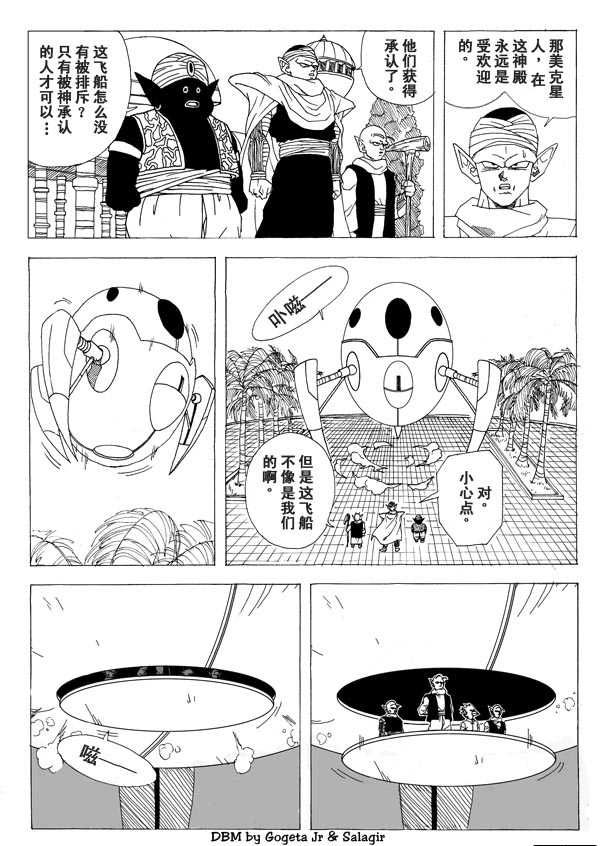 这飞船怎么没
有被排斥？
只有被神承认
的人才可以…
他们获得
承认了。
那美克星
人，在
这神殿
永远是
受欢迎
的。
卟嗞——
但是这飞船
不像是我们
的啊。
对。
小心点。
嗞——
DBM by Gogeta Jr & Salagir